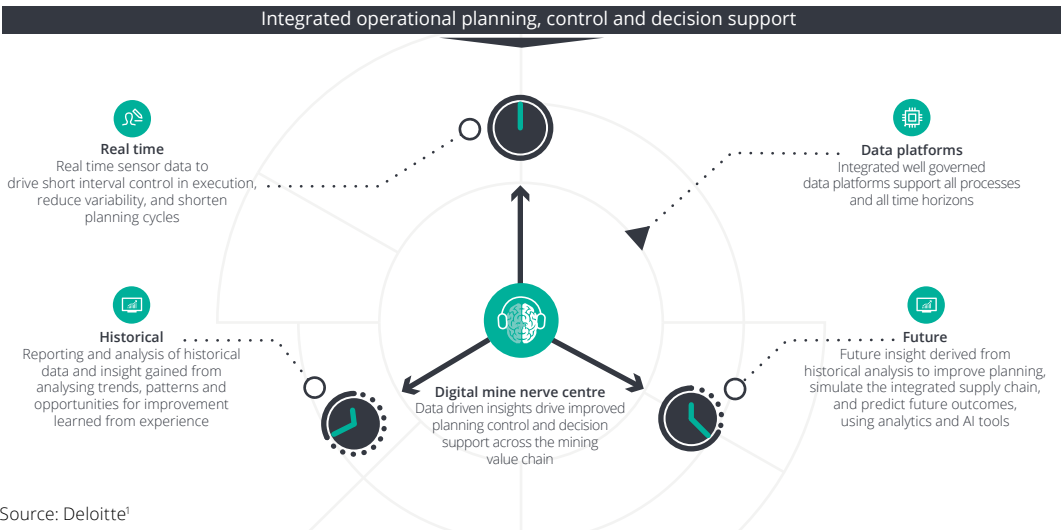 Integrated operational planning, control and decision support
Real time
Real time sensor data to
drive short interval control in execution,
reduce variability, and shorten
planning cycles
Data platforms
Integrated well governed
data platforms support all processes
and all time horizons
Historical
Reporting and analysis of historical
data and insight gained from
analysing trends, patterns and
opportunities for improvement
learned from experience
Digital mine nerve centre
Data driven insights drive improved
planning control and decision
support across the mining
value chain
Future
Future insight derived from
historical analysis to improve planning,
simulate the integrated supply chain,
and predict future outcomes,
using analytics and AI tools
Source: Deloitte¹